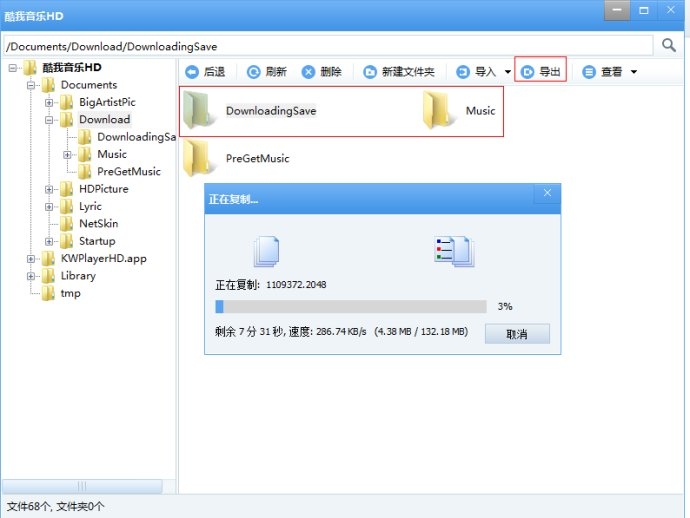 酷我音乐HD
/Documents/Download/DownloadingSave
酷我音乐HD
Documents
BigArtistPic
Download
DownloadingSa
Music
PreGetMusic
HDPicture
Lyric
NetSkin
Startup
KWPlayerHD.app
Library
tmp
后退 刷新 删除 新建文件夹 导入 导出 查看
DownloadingSave Music
PreGetMusic
正在复制...
正在复制: 1109372.2048
3%
剩余 7 分 31 秒, 速度: 286.74 KB/s (4.38 MB / 132.18 MB)
取消
文件68个, 文件夹0个